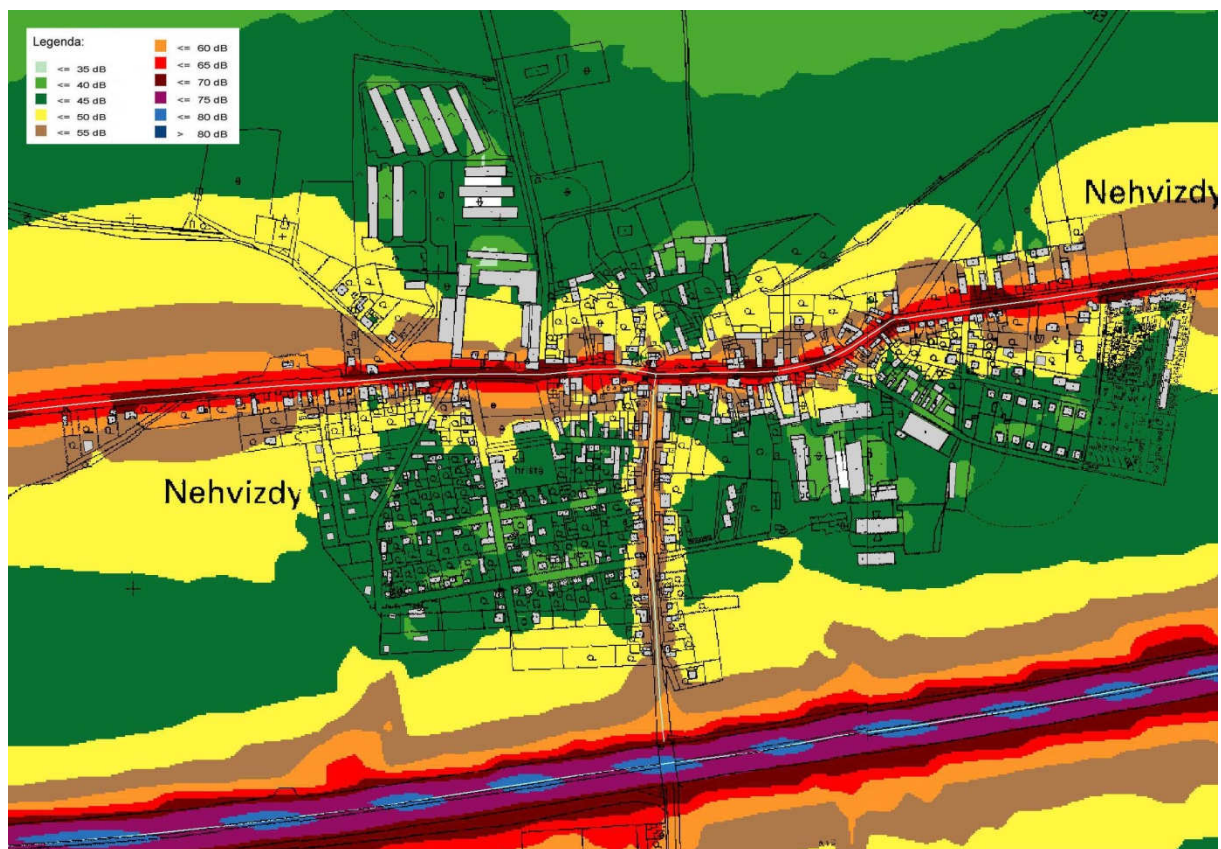 Legenda:
<= 35 dB
<= 40 dB
<= 45 dB
<= 50 dB
<= 55 dB
<= 60 dB
<= 65 dB
<= 70 dB
<= 75 dB
<= 80 dB
> 80 dB
Nehvizdy
Nehvizdy